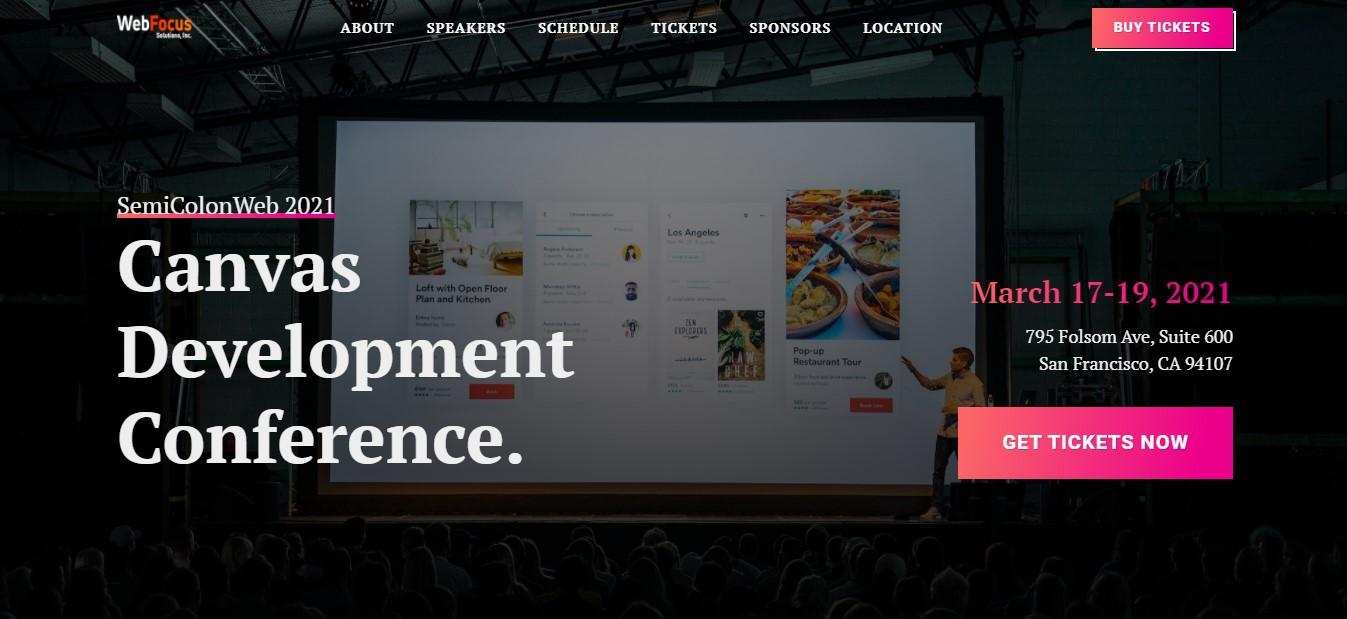 WebFocus
Solutions, Inc.
ABOUT
SPEAKERS
SCHEDULE
TICKETS
SPONSORS
LOCATION
BUY TICKETS
SemiColonWeb 2021
Canvas
Development
Conference.
March 17-19, 2021
795 Folsom Ave, Suite 600
San Francisco, CA 94107
GET TICKETS NOW
Loft with Open Floor
Plan and Kitchen
Los Angeles
ZEN
EXPLORERS
RAW
CHEF
Pop-up
Restaurant Tour
Book now